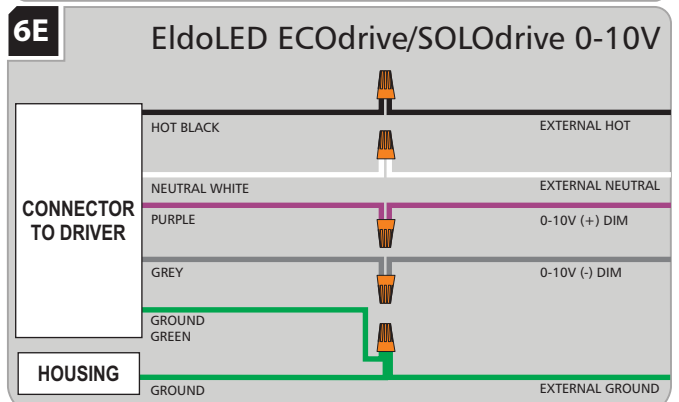 6E
EldoLED ECOdrive/SOLOdrive 0-10V
HOT BLACK
EXTERNAL HOT
NEUTRAL WHITE
EXTERNAL NEUTRAL
CONNECTOR
TO DRIVER
PURPLE
0-10V (+) DIM
GREY
0-10V (-) DIM
GROUND
GREEN
HOUSING
GROUND
EXTERNAL GROUND